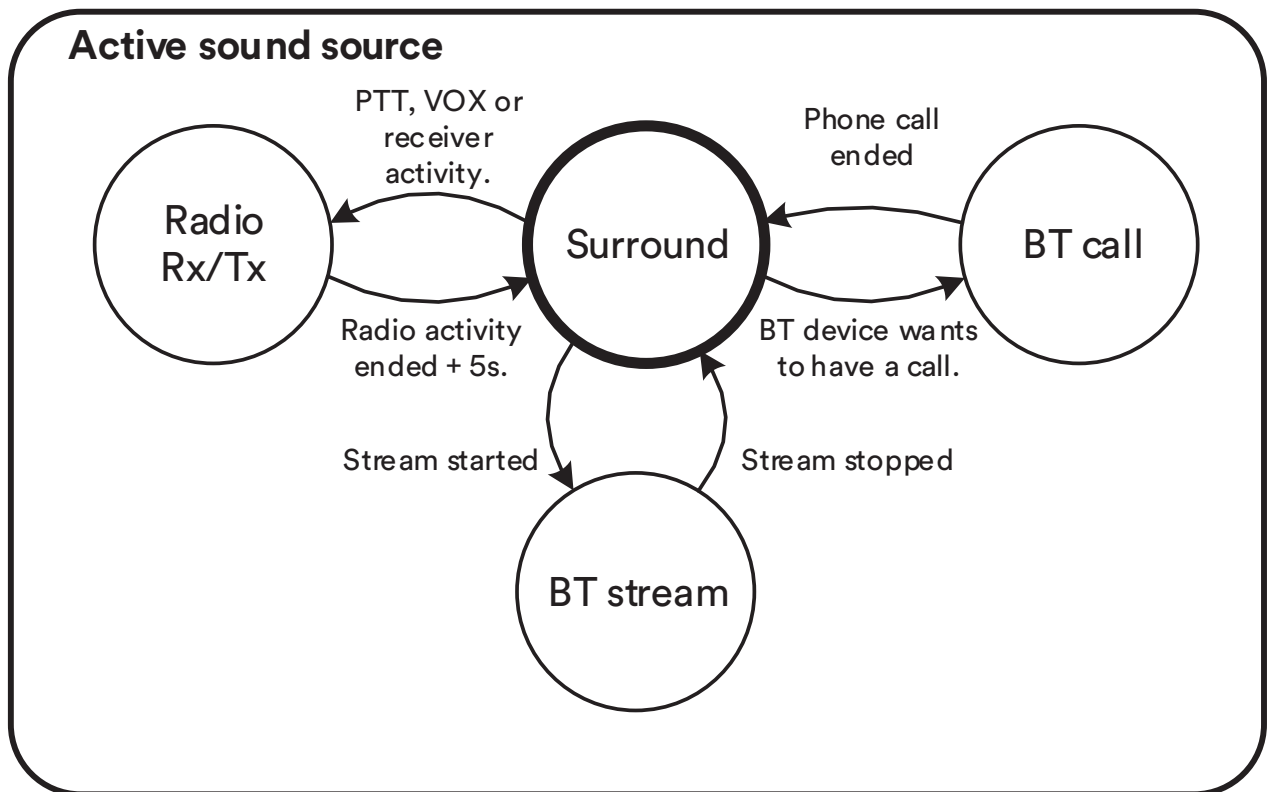 Active sound source
PTT, VOX or
receiver
activity.
Phone call
ended
Radio
Rx/Tx
Surround
BT call
Radio activity
ended + 5s.
BT device wants
to have a call.
Stream started
Stream stopped
BT stream